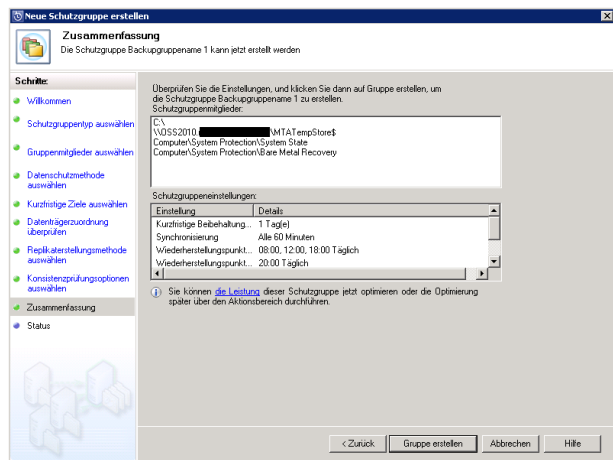 Neue Schutzgruppe erstellen
Zusammenfassung
Die Schutzgruppe Backupgruppename 1 kann jetzt erstellt werden
Schritte:
Willkommen
Schutzgruppentyp auswählen
Gruppenmitglieder auswählen
Datenschutzmethode
auswählen
Kurzfristige Ziele auswählen
Datenträgerzuordnung
überprüfen
Replikaterstellungsmethode
auswählen
Konsistenzprüfungsoptionen
auswählen
Zusammenfassung
Status
Überprüfen Sie die Einstellungen, und klicken Sie dann auf Gruppe erstellen, um
die Schutzgruppe Backupgruppename 1 zu erstellen.
Schutzgruppenmitglieder:
C:\
\\OSS2010. \MTATempStore$
Computer\System Protection\System State
Computer\System Protection\Bare Metal Recovery
Schutzgruppeneinstellungen:
Einstellung Details
Kurzfristige Beibehaltung... 1 Tag(e)
Synchronisierung Alle 60 Minuten
Wiederherstellungspunkt... 08:00, 12:00, 18:00 Täglich
Wiederherstellungspunkt... 20:00 Täglich
Sie können die Leistung dieser Schutzgruppe jetzt optimieren oder die Optimierung
später über den Aktionsbereich durchführen.
< Zurück Gruppe erstellen Abbrechen Hilfe